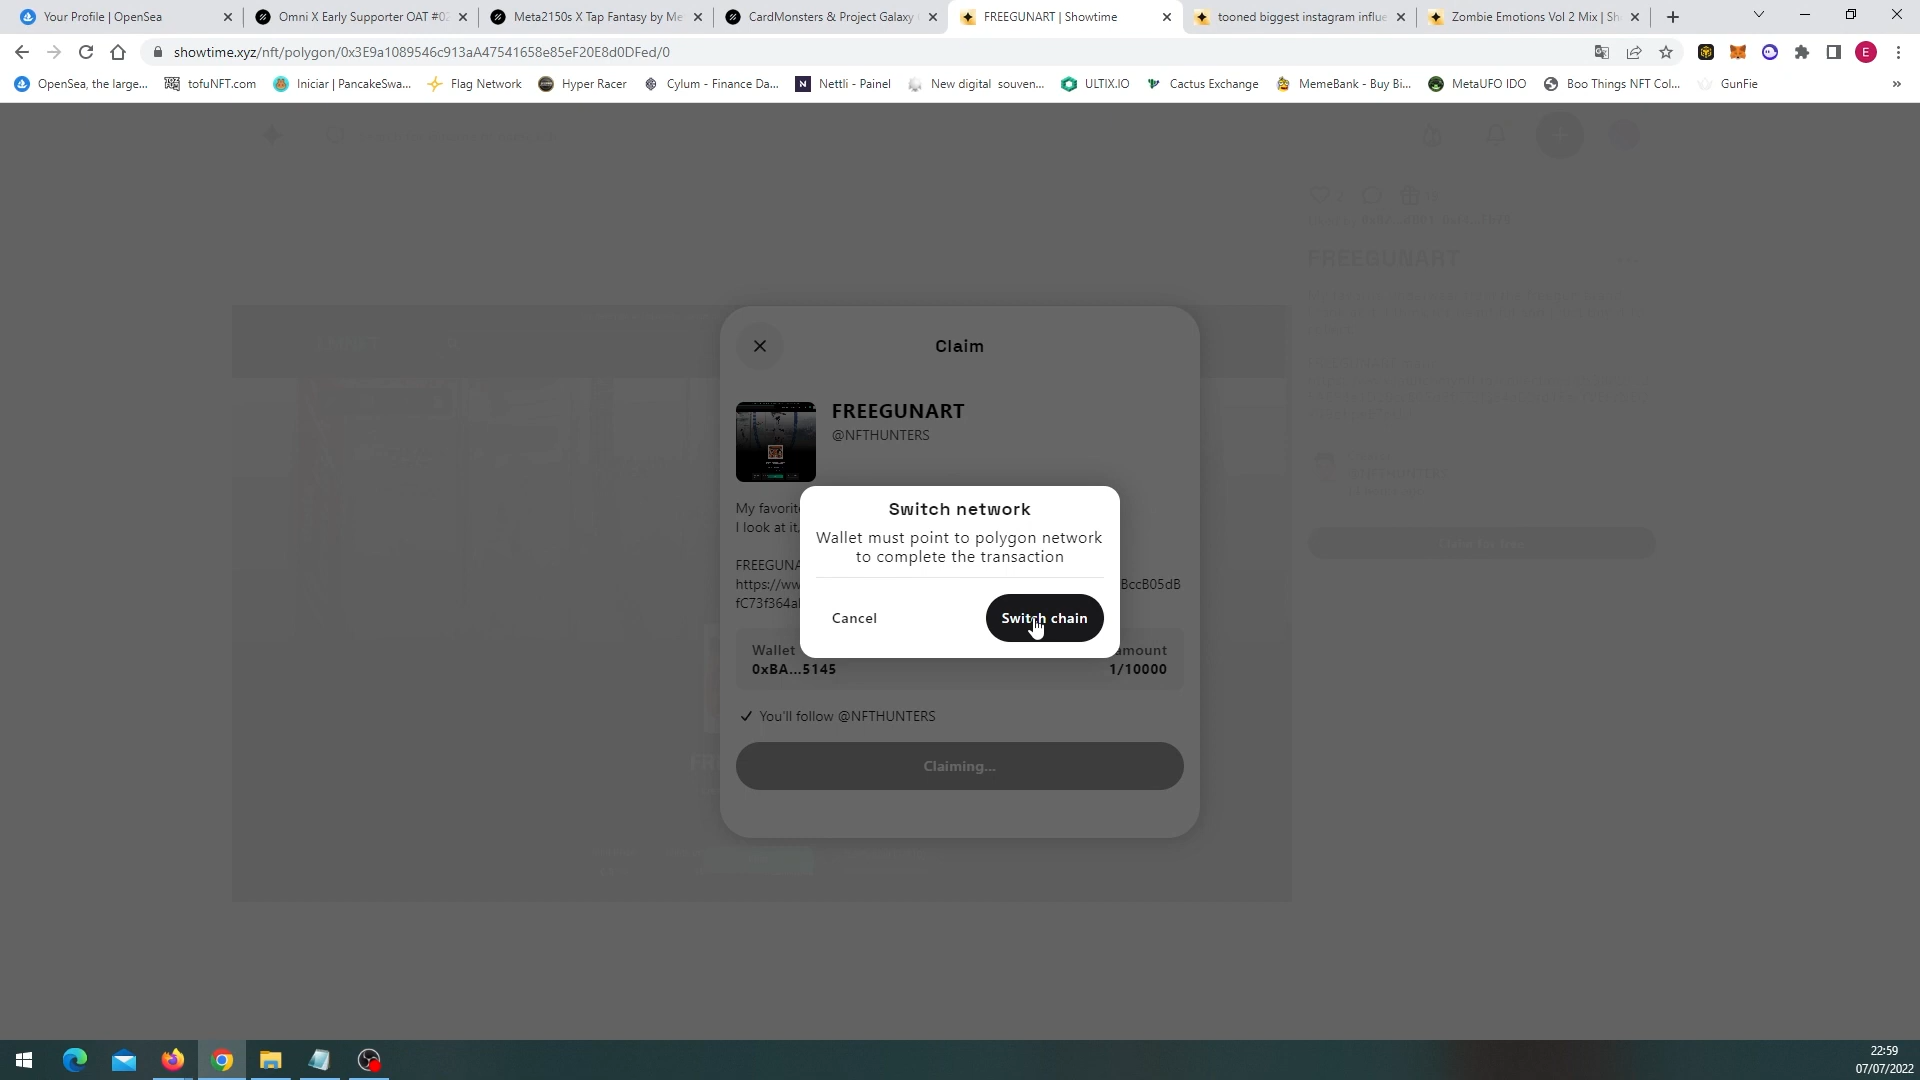 Your Profile | OpenSea
Omni X Early Supporter OAT #02
Meta2150s X Tap Fantasy by Me
CardMonsters & Project Galaxy
FREEGUNART | Showtime
tooned biggest instagram influe
Zombie Emotions Vol 2 Mix | Sh
showtime.xyz/nft/polygon/0x3E9a1089546c913aA47541658e85eF20E8d0DFed/0
E
OpenSea, the large...
tofuNFT.com
Iniciar | PancakeSwa...
Flag Network
Hyper Racer
Cylum - Finance Da...
Nettli - Painel
New digital souven...
ULTIX.IO
Cactus Exchange
MemeBank - Buy Bi...
MetaUFO IDO
Boo Things NFT Col...
GunFie
»
FREEGUNART
Claim
FREEGUNART
@NFTHUNTERS
My favorit
I look at it
FREEGUNA
https://ww
BccB05dB
fC73f364a
Switch network
Wallet must point to polygon network
to complete the transaction
Cancel
Switch chain
Wallet
amount
0xBA...5145
1/10000
You'll follow @NFTHUNTERS
Claiming...
Claim for free
22:59
07/07/2022